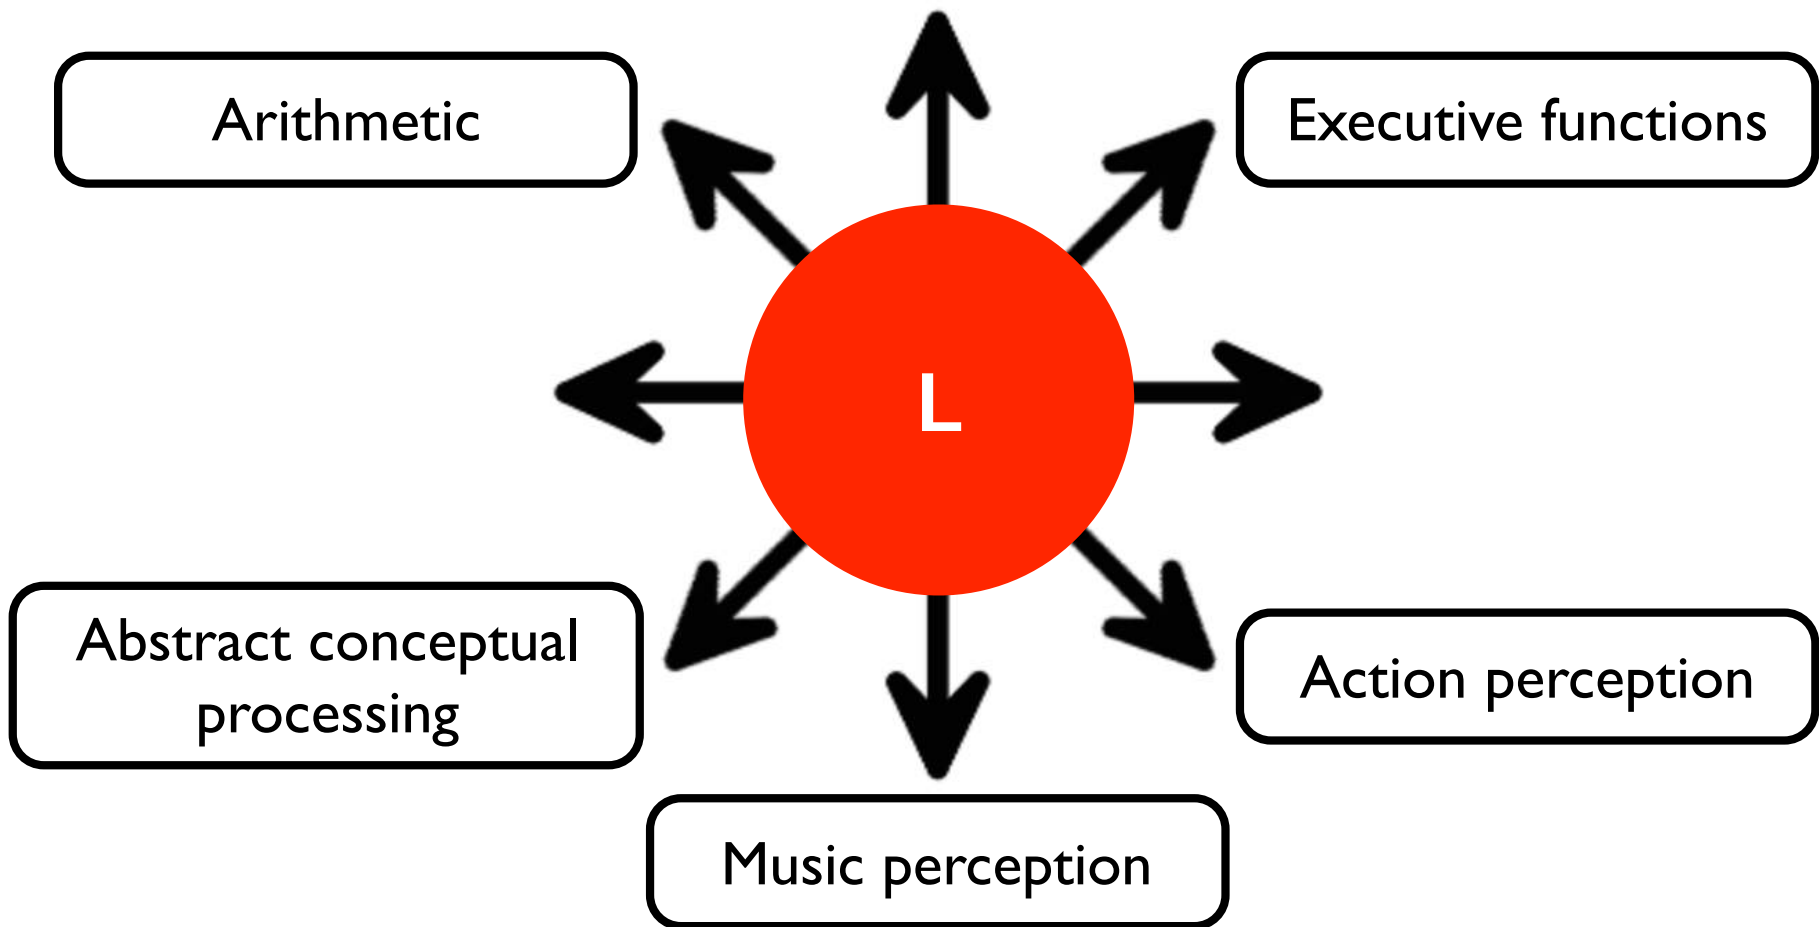 Arithmetic
Executive functions
L
Abstract conceptual
processing
Action perception
Music perception